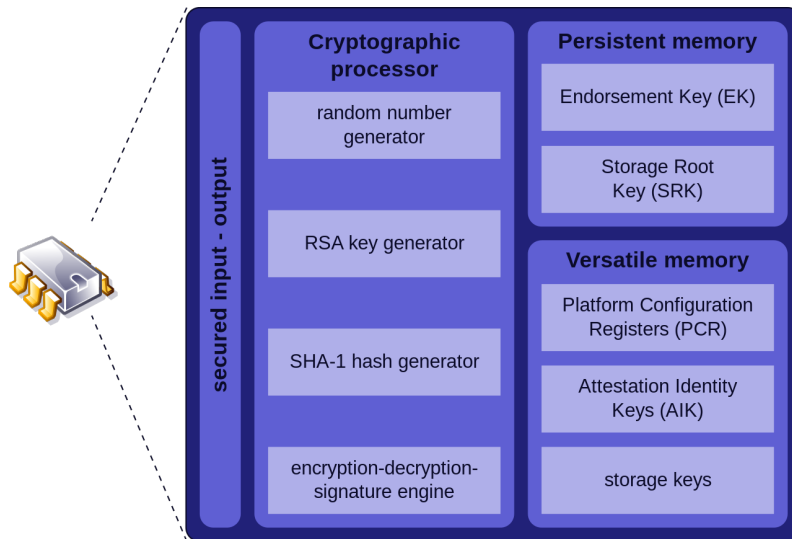 secured input - output
Cryptographic
processor
random number
generator
RSA key generator
SHA-1 hash generator
encryption-decryption-
signature engine
Persistent memory
Endorsement Key (EK)
Storage Root
Key (SRK)
Versatile memory
Platform Configuration
Registers (PCR)
Attestation Identity
Keys (AIK)
storage keys